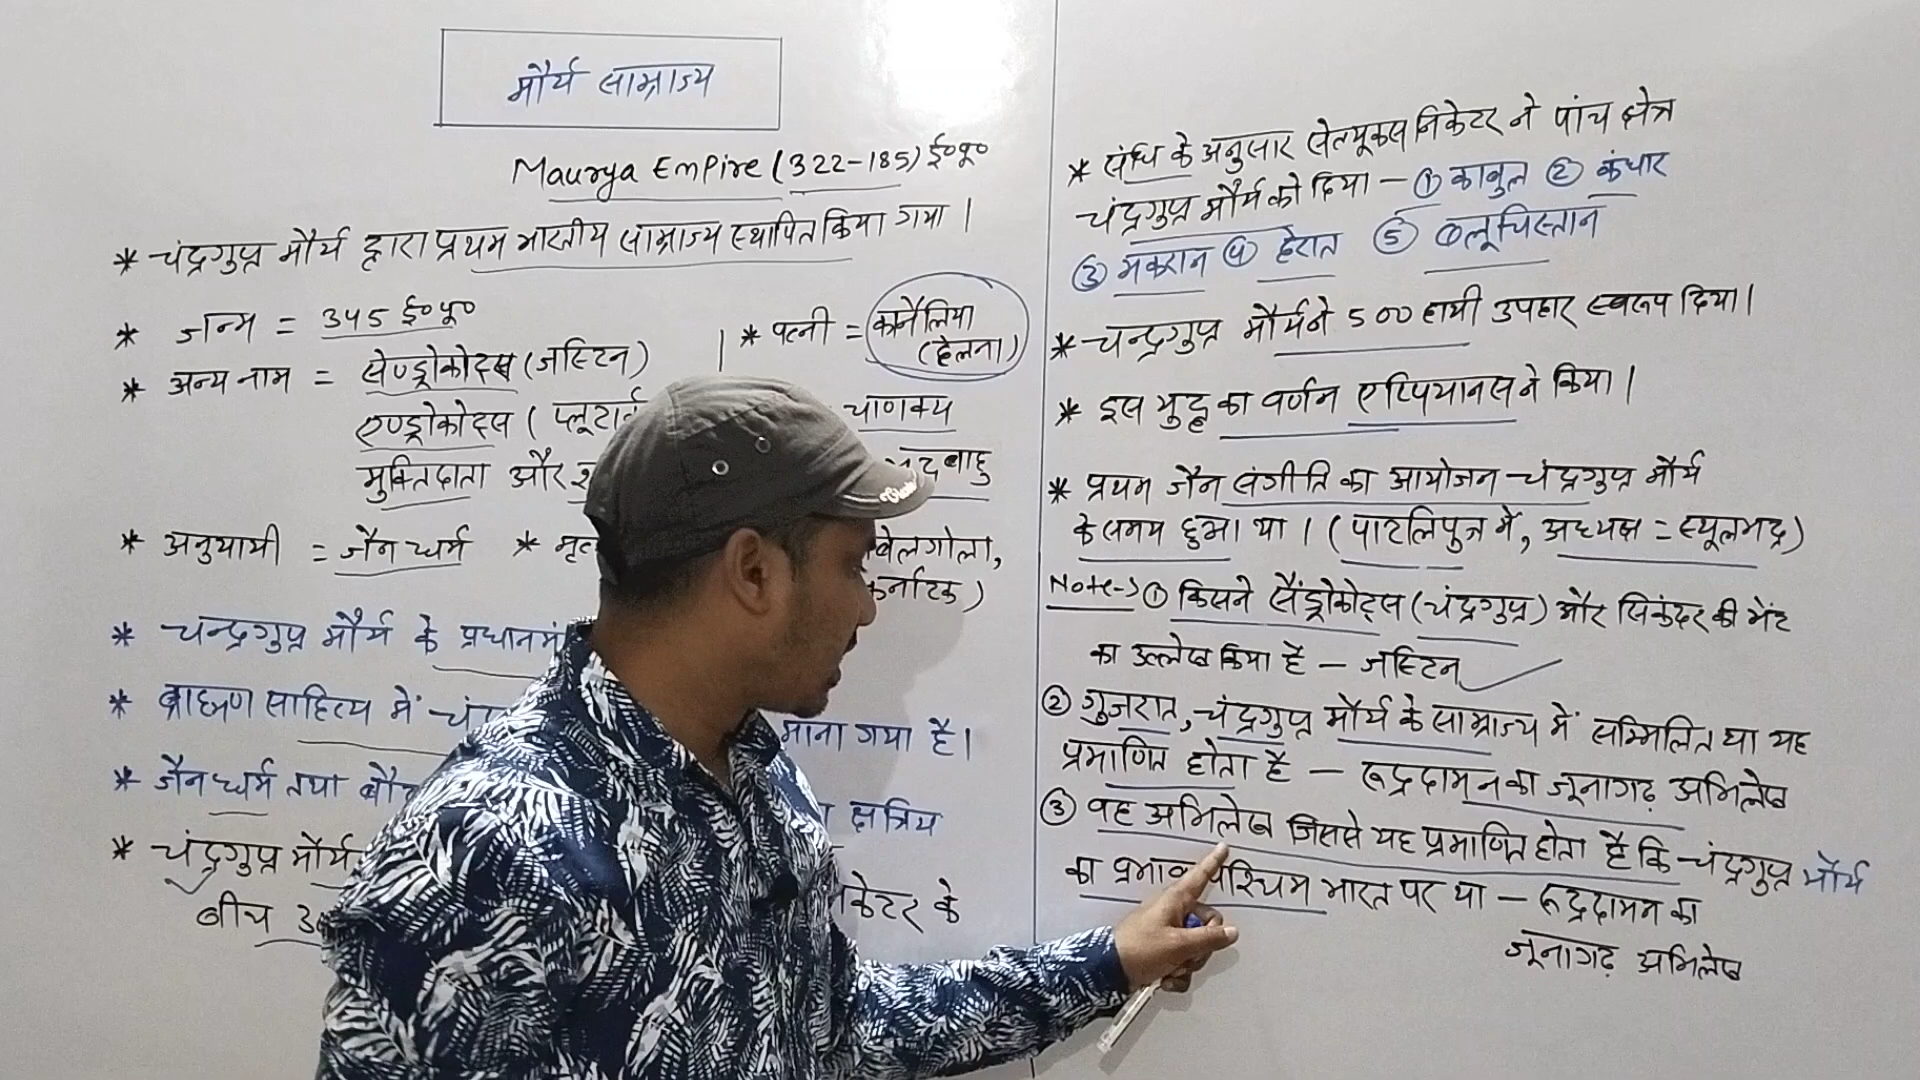 मौर्य साम्राज्य
Maurya Empire (322-185) ई०पू०
* चंद्रगुप्त मौर्य द्वारा प्रथम भारतीय साम्राज्य स्थापित किया गया।
* जन्म = 345 ई०पू०
* पत्नी = कार्नेलिया
(हेलना)
* अन्य नाम = सेण्ड्रोकोट्स (जस्टिन)
एण्ड्रोकोट्स ( प्लूटार्क
चाणक्य
मुक्तिदाता और
* अनुयायी = जैन धर्म *
बेलगोला,
कर्नाटक)
* चन्द्रगुप्त मौर्य के प्रधानमं
* ब्राह्मण साहित्य में माना गया है।
* जैन धर्म तथा क्षत्रिय
* चंद्रगुप्त मौर्य
बीच के
* संधि के अनुसार सेल्यूकस निकेटर ने पांच क्षेत्र
चंद्रगुप्त मौर्य को दिया - ① काबुल ② कंधार
③ मकरान ④ हेरात ⑤ बलूचिस्तान
* चन्द्रगुप्त मौर्य ने 500 हाथी उपहार स्वरूप दिया।
* इस युद्ध का वर्णन एप्पियानस ने किया।
* प्रथम जैन संगीति का आयोजन चंद्रगुप्त मौर्य
के समय हुआ था। (पाटलिपुत्र में, अध्यक्ष = स्थूलभद्र)
Note-> ① किसने सैंड्रोकोट्स (चंद्रगुप्त) और सिकंदर की भेंट
का उल्लेख किया है - जस्टिन
② गुजरात, चंद्रगुप्त मौर्य के साम्राज्य में सम्मिलित था यह
प्रमाणित होता है - रूद्रदामन का जूनागढ़ अभिलेख
③ वह अभिलेख जिससे यह प्रमाणित होता है कि चंद्रगुप्त मौर्य
का प्रभाव पश्चिम भारत पर था - रूद्रदामन का
जूनागढ़ अभिलेख